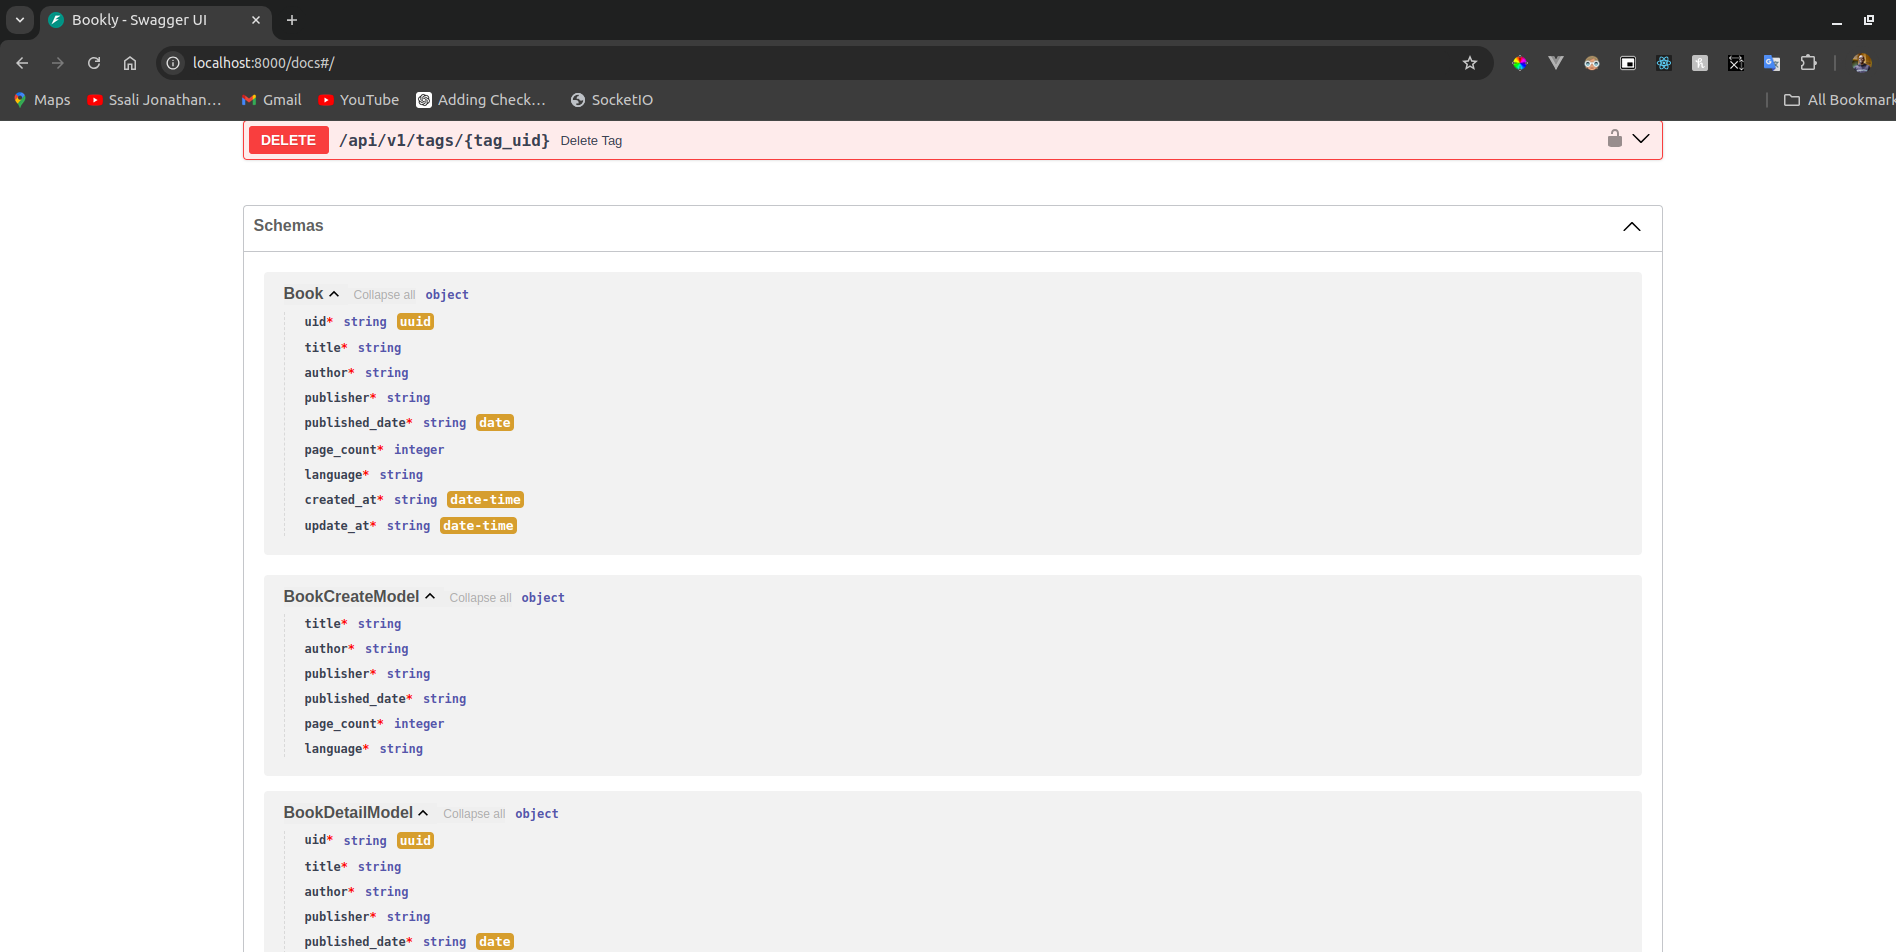 Bookly - Swagger UI
localhost:8000/docs#/
Maps Ssali Jonathan... Gmail YouTube Adding Check... SocketIO All Bookmark
DELETE /api/v1/tags/{tag_uid} Delete Tag
Schemas
Book Collapse all object
uid* string uuid
title* string
author* string
publisher* string
published_date* string date
page_count* integer
language* string
created_at* string date-time
update_at* string date-time
BookCreateModel Collapse all object
title* string
author* string
publisher* string
published_date* string
page_count* integer
language* string
BookDetailModel Collapse all object
uid* string uuid
title* string
author* string
publisher* string
published_date* string date